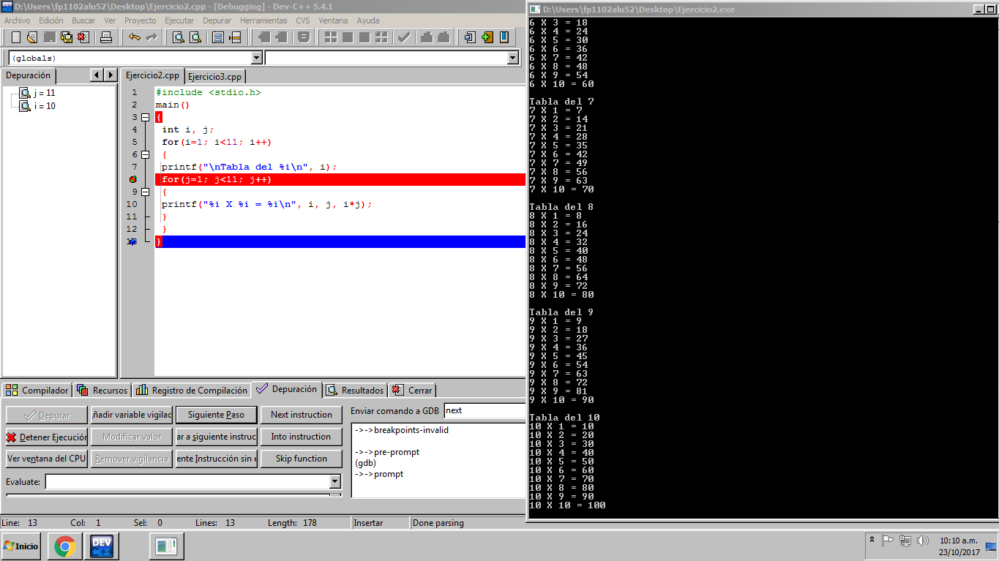 D:\Users\fp1102alu52\Desktop\Ejercicio2.cpp - [Debugging] - Dev-C++ 5.4.1
Archivo Edición Buscar Ver Proyecto Ejecutar Depurar Herramientas CVS Ventana Ayuda
(globals)
Depuración
j = 11
i = 10
Ejercicio2.cpp Ejercicio3.cpp
1 #include <stdio.h>
2 main()
3 {
4 int i, j;
5 for(i=1; i<11; i++)
6 {
7 printf("\nTabla del %i\n", i);
for(j=1; j<11; j++)
9 {
10 printf("%i X %i = %i\n", i, j, i*j);
11 }
12 }
13 }
Compilador Recursos Registro de Compilación Depuración Resultados Cerrar
Depurar ñadir variable vigilac Siguiente Paso Next instruction
Detener Ejecución Modificar valor ar a siguiente instruc Into instruction
Ver ventana del CPU Remover vigilancia ente Instrucción sin e Skip function
Evaluate:
Enviar comando a GDB next
->->breakpoints-invalid
->->pre-prompt
(gdb)
->->prompt
Line: 13 Col: 1 Sel: 0 Lines: 13 Length: 178 Insertar Done parsing
D:\Users\fp1102alu52\Desktop\Ejercicio2.exe
6 X 3 = 18
6 X 4 = 24
6 X 5 = 30
6 X 6 = 36
6 X 7 = 42
6 X 8 = 48
6 X 9 = 54
6 X 10 = 60
Tabla del 7
7 X 1 = 7
7 X 2 = 14
7 X 3 = 21
7 X 4 = 28
7 X 5 = 35
7 X 6 = 42
7 X 7 = 49
7 X 8 = 56
7 X 9 = 63
7 X 10 = 70
Tabla del 8
8 X 1 = 8
8 X 2 = 16
8 X 3 = 24
8 X 4 = 32
8 X 5 = 40
8 X 6 = 48
8 X 7 = 56
8 X 8 = 64
8 X 9 = 72
8 X 10 = 80
Tabla del 9
9 X 1 = 9
9 X 2 = 18
9 X 3 = 27
9 X 4 = 36
9 X 5 = 45
9 X 6 = 54
9 X 7 = 63
9 X 8 = 72
9 X 9 = 81
9 X 10 = 90
Tabla del 10
10 X 1 = 10
10 X 2 = 20
10 X 3 = 30
10 X 4 = 40
10 X 5 = 50
10 X 6 = 60
10 X 7 = 70
10 X 8 = 80
10 X 9 = 90
10 X 10 = 100
Inicio
DEV C++
10:10 a.m.
23/10/2017